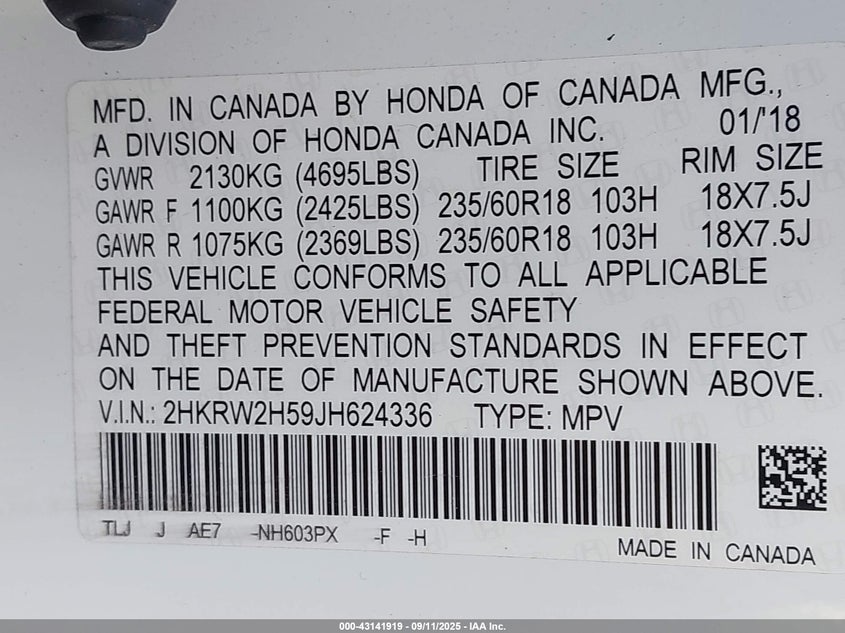 MFD. IN CANADA BY HONDA OF CANADA MFG.,
A DIVISION OF HONDA CANADA INC. 01/'18
GVWR 2130KG (4695LBS) TIRE SIZE RIM SIZE
GAWR F 1100KG (2425LBS) 235/60R18 103H 18X7.5J
GAWR R 1075KG (2369LBS) 235/60R18 103H 18X7.5J
THIS VEHICLE CONFORMS TO ALL APPLICABLE
FEDERAL MOTOR VEHICLE SAFETY
AND THEFT PREVENTION STANDARDS IN EFFECT
ON THE DATE OF MANUFACTURE SHOWN ABOVE.
V.I.N.: 2HKRW2H59JH624336 TYPE: MPV
TLJ J AE7 -NH603PX -F -H
MADE IN CANADA
000-43141919 - 09/11/2025 - IAA Inc.